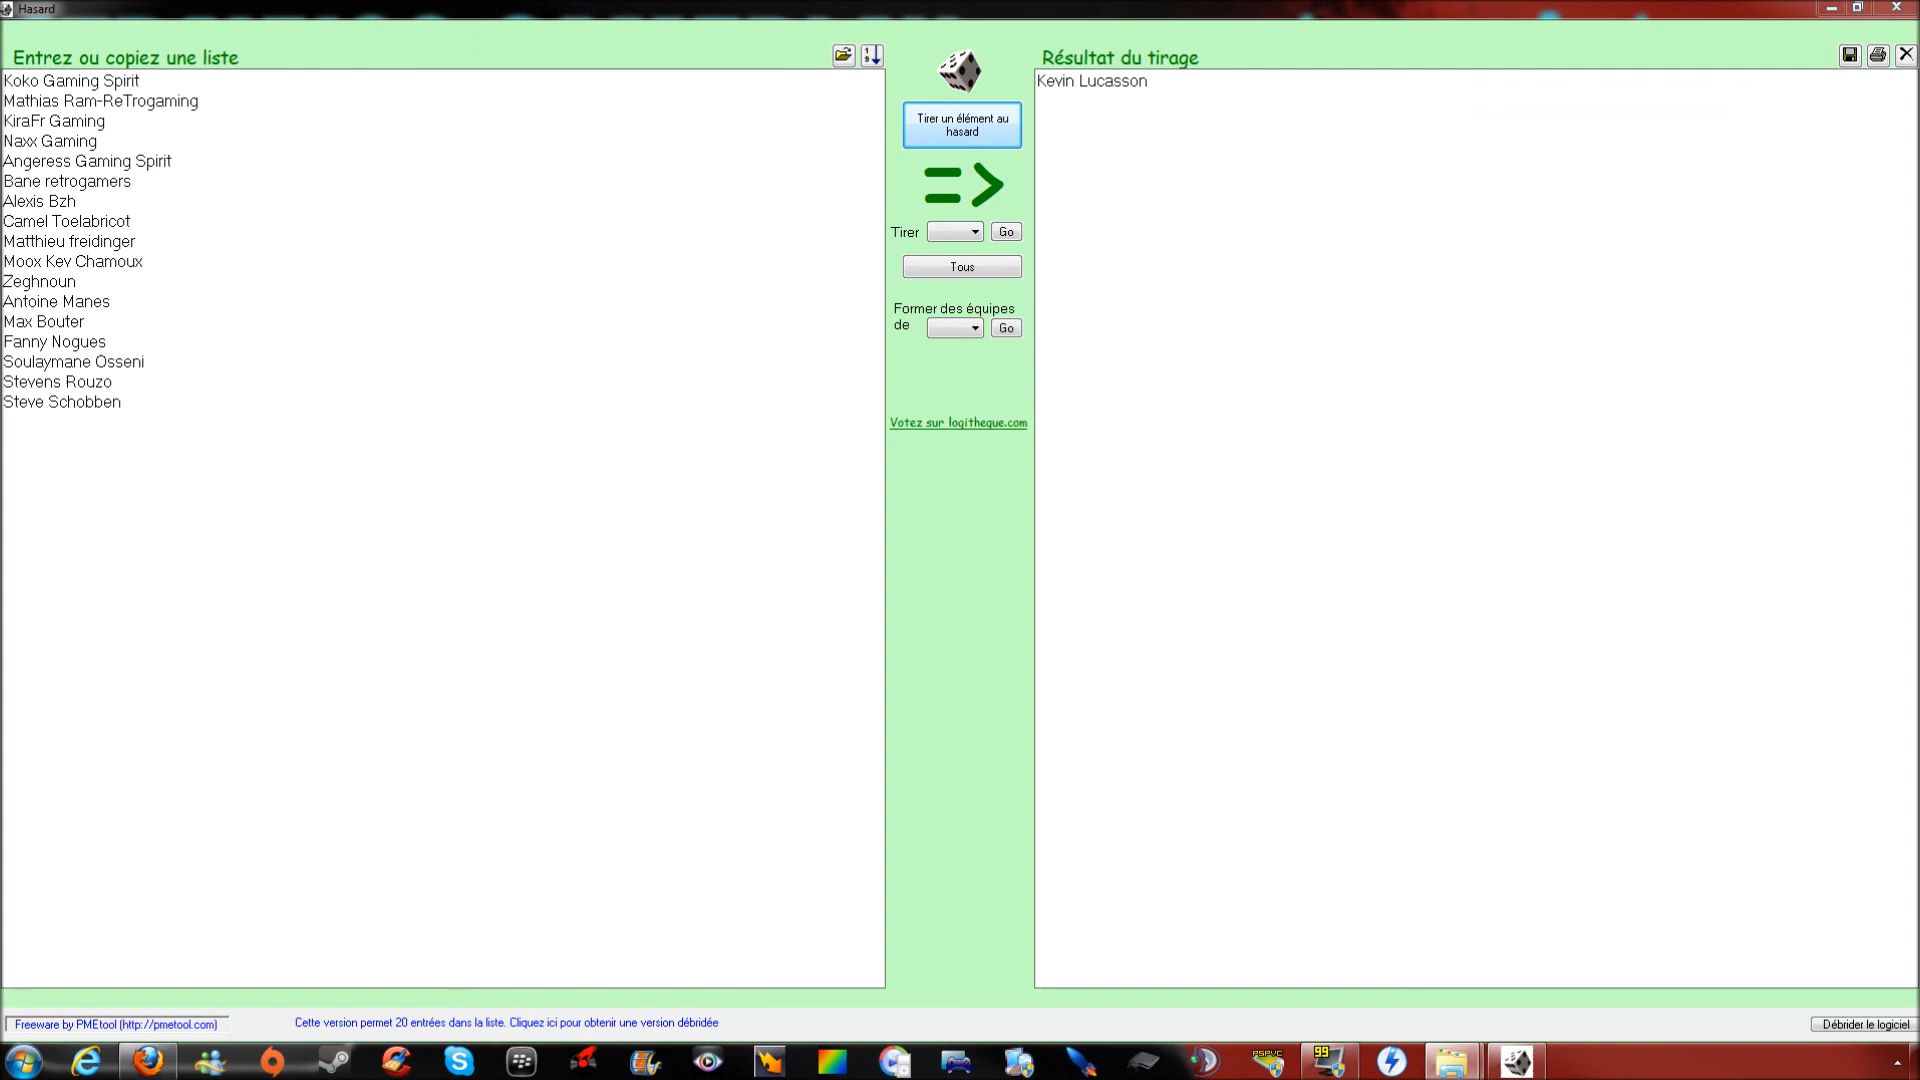 Hasard
Entrez ou copiez une liste
Koko Gaming Spirit
Mathias Ram-ReTrogaming
KiraFr Gaming
Naxx Gaming
Angeress Gaming Spirit
Bane retrogamers
Alexis Bzh
Camel Toelabricot
Matthieu freidinger
Moox Kev Chamoux
Zeghnoun
Antoine Manes
Max Bouter
Fanny Nogues
Soulaymane Osseni
Stevens Rouzo
Steve Schobben
Tirer un élément au
hasard
=>
Tirer Go
Tous
Former des équipes
de Go
Votez sur logitheque.com
Résultat du tirage
Kevin Lucasson
Freeware by PMEtool (http://pmetool.com)
Cette version permet 20 entrées dans la liste. Cliquez ici pour obtenir une version débridée
Débrider le logiciel
PSPVC
99